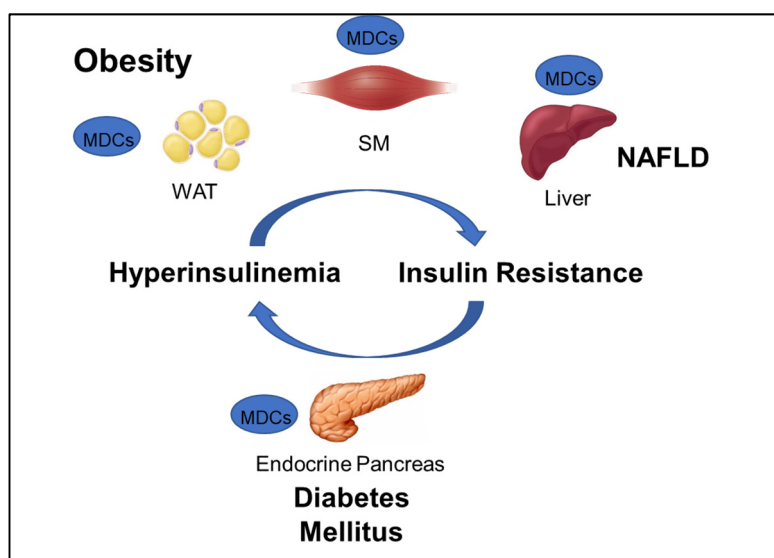 MDCs
Obesity
MDCs
MDCs
SM
NAFLD
WAT
Liver
Hyperinsulinemia
Insulin Resistance
MDCs
Endocrine Pancreas
Diabetes
Mellitus